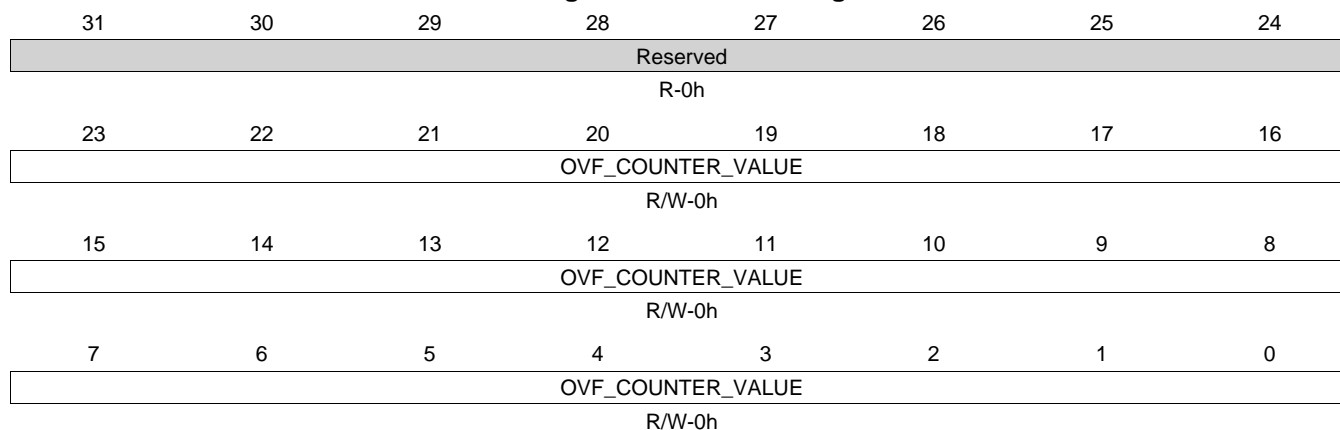 31 30 29 28 27 26 25 24
Reserved
R-0h
23 22 21 20 19 18 17 16
OVF_COUNTER_VALUE
R/W-0h
15 14 13 12 11 10 9 8
OVF_COUNTER_VALUE
R/W-0h
7 6 5 4 3 2 1 0
OVF_COUNTER_VALUE
R/W-0h